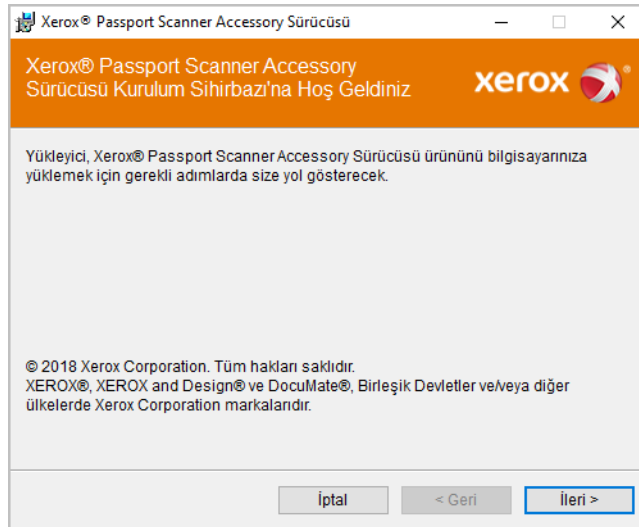 Xerox® Passport Scanner Accessory Sürücüsü
Xerox® Passport Scanner Accessory
Sürücüsü Kurulum Sihirbazı'na Hoş Geldiniz
xerox
Yükleyici, Xerox® Passport Scanner Accessory Sürücüsü ürününü bilgisayarınıza
yüklemek için gerekli adımlarda size yol gösterecek.
© 2018 Xerox Corporation. Tüm hakları saklıdır.
XEROX®, XEROX and Design® ve DocuMate®, Birleşik Devletler ve/veya diğer
ülkelerde Xerox Corporation markalarıdır.
İptal
< Geri
İleri >